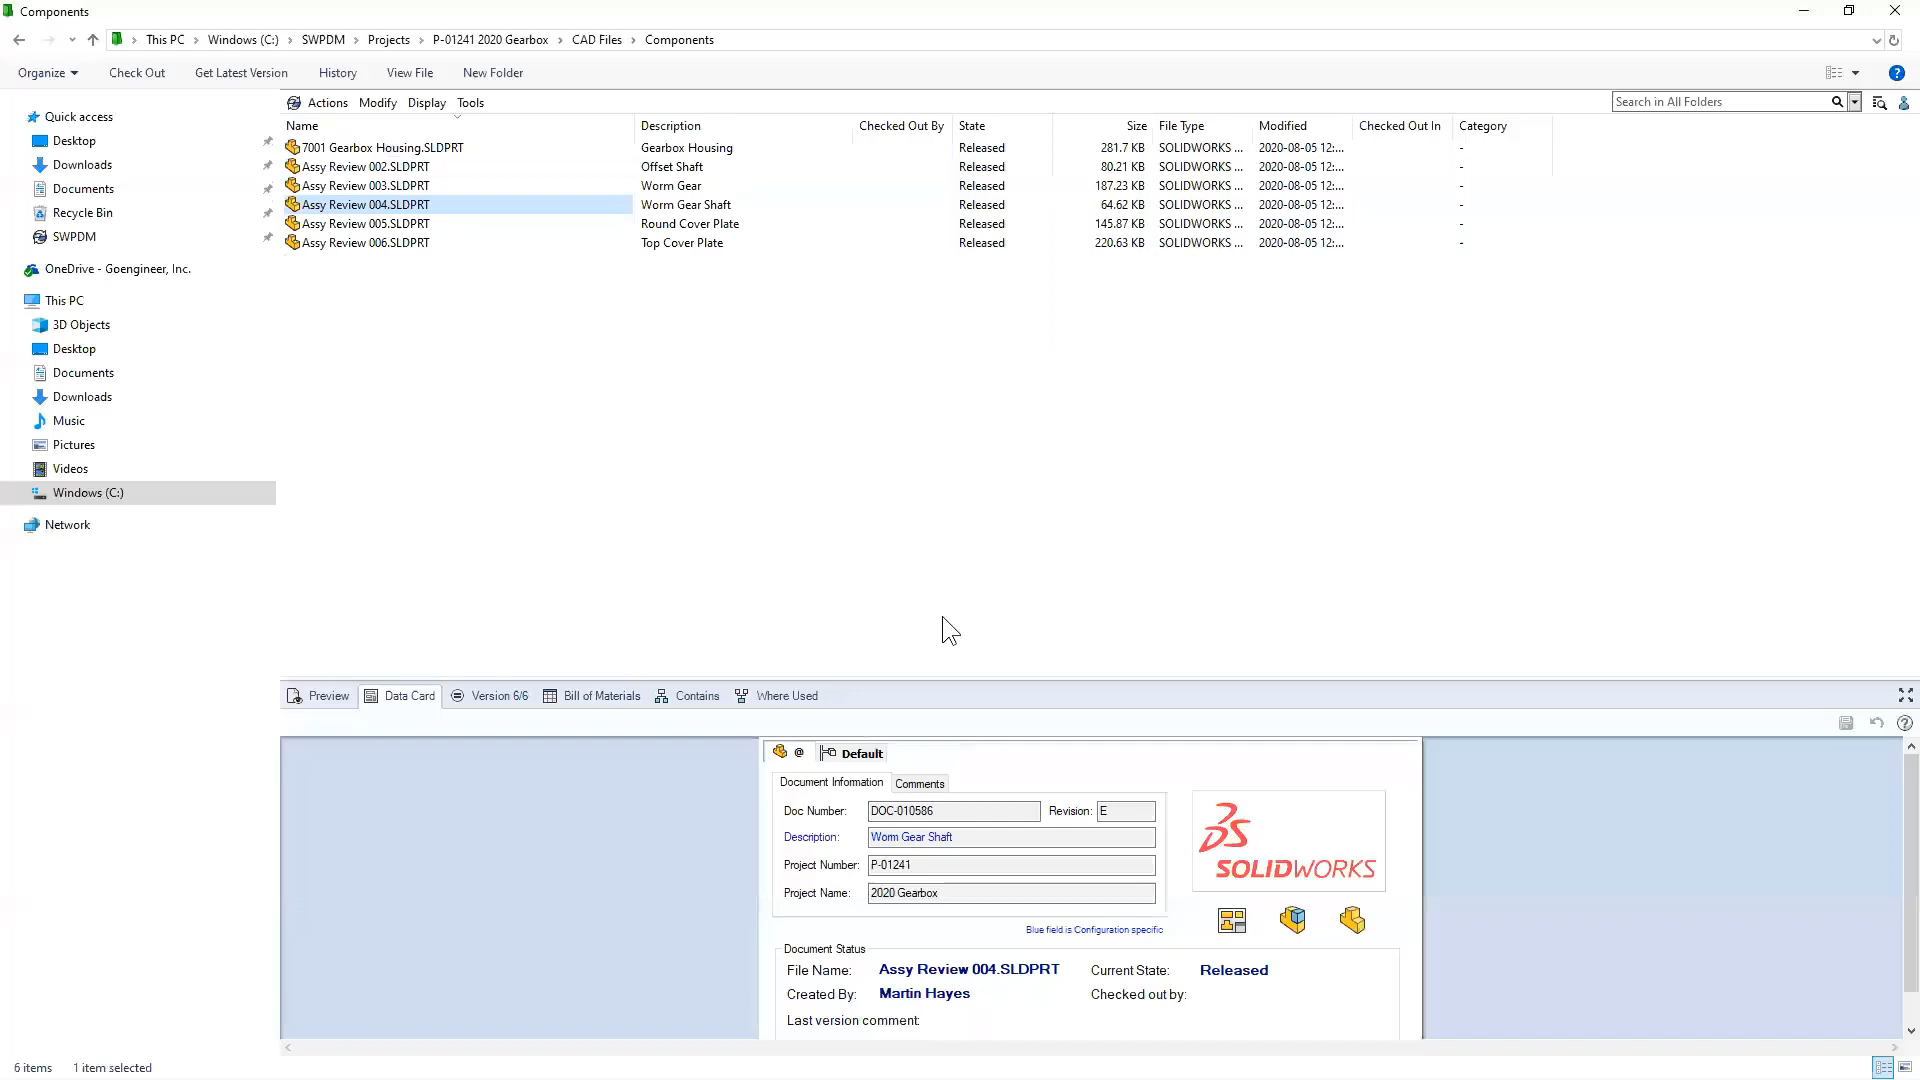 Components
This PC > Windows (C:) > SWPDM > Projects > P-01241 2020 Gearbox > CAD Files > Components
Organize Check Out Get Latest Version History View File New Folder
Actions Modify Display Tools
Search in All Folders
Name Description Checked Out By State Size File Type Modified Checked Out In Category
7001 Gearbox Housing.SLDPRT Gearbox Housing Released 281.7 KB SOLIDWORKS ... 2020-08-05 12:... -
Assy Review 002.SLDPRT Offset Shaft Released 80.21 KB SOLIDWORKS ... 2020-08-05 12:... -
Assy Review 003.SLDPRT Worm Gear Released 187.23 KB SOLIDWORKS ... 2020-08-05 12:... -
Assy Review 004.SLDPRT Worm Gear Shaft Released 64.62 KB SOLIDWORKS ... 2020-08-05 12:... -
Assy Review 005.SLDPRT Round Cover Plate Released 145.87 KB SOLIDWORKS ... 2020-08-05 12:... -
Assy Review 006.SLDPRT Top Cover Plate Released 220.63 KB SOLIDWORKS ... 2020-08-05 12:... -
Quick access
Desktop
Downloads
Documents
Recycle Bin
SWPDM
OneDrive - Goengineer, Inc.
This PC
3D Objects
Desktop
Documents
Downloads
Music
Pictures
Videos
Windows (C:)
Network
Preview Data Card Version 6/6 Bill of Materials Contains Where Used
@ Default
Document Information Comments
Doc Number: DOC-010586 Revision: E
Description: Worm Gear Shaft
Project Number: P-01241
Project Name: 2020 Gearbox
Blue field is Configuration specific
SOLIDWORKS
Document Status
File Name: Assy Review 004.SLDPRT Current State: Released
Created By: Martin Hayes Checked out by:
Last version comment:
6 items 1 item selected